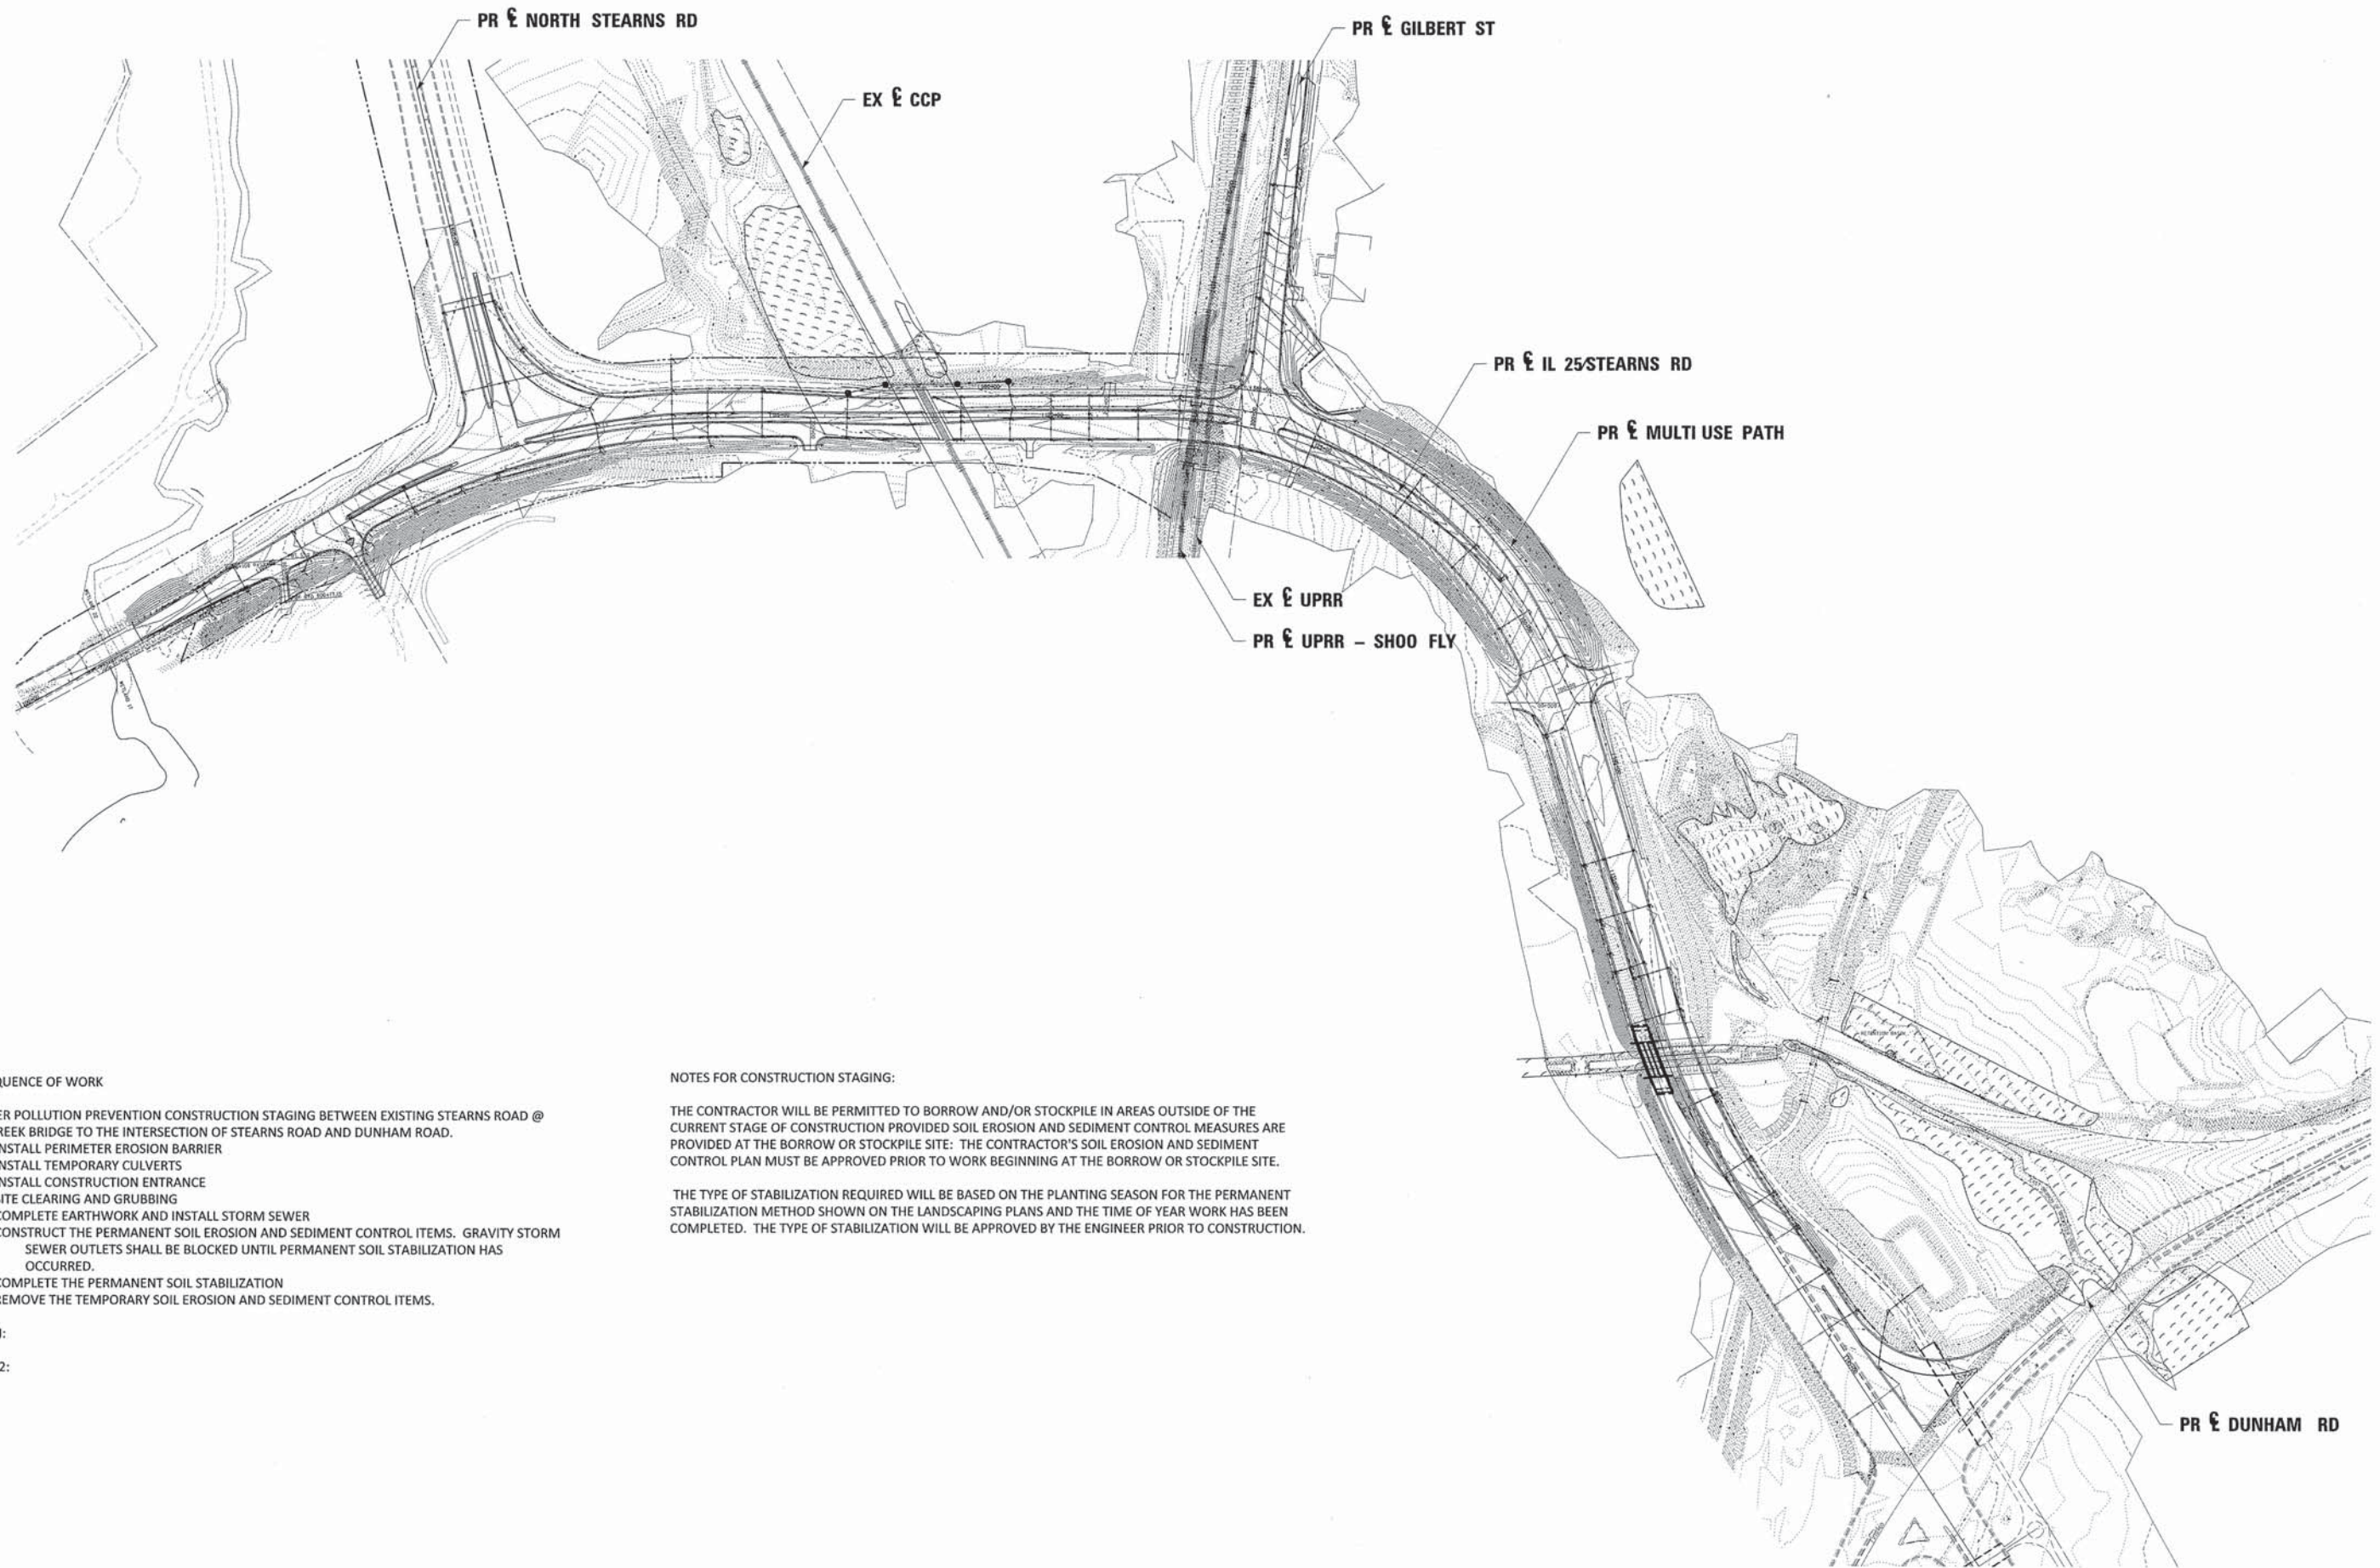 PR ℄ NORTH STEARNS RD
PR ℄ GILBERT ST
EX ℄ CCP
PR ℄ IL 25/STEARNS RD
PR ℄ MULTI USE PATH
EX ℄ UPRR
PR ℄ UPRR - SHOO FLY
RETENTION BASIN
PR ℄ DUNHAM RD
QUENCE OF WORK
ER POLLUTION PREVENTION CONSTRUCTION STAGING BETWEEN EXISTING STEARNS ROAD @
REEK BRIDGE TO THE INTERSECTION OF STEARNS ROAD AND DUNHAM ROAD.
NSTALL PERIMETER EROSION BARRIER
NSTALL TEMPORARY CULVERTS
NSTALL CONSTRUCTION ENTRANCE
ITE CLEARING AND GRUBBING
COMPLETE EARTHWORK AND INSTALL STORM SEWER
CONSTRUCT THE PERMANENT SOIL EROSION AND SEDIMENT CONTROL ITEMS. GRAVITY STORM
SEWER OUTLETS SHALL BE BLOCKED UNTIL PERMANENT SOIL STABILIZATION HAS
OCCURRED.
COMPLETE THE PERMANENT SOIL STABILIZATION
REMOVE THE TEMPORARY SOIL EROSION AND SEDIMENT CONTROL ITEMS.
2:
NOTES FOR CONSTRUCTION STAGING:
THE CONTRACTOR WILL BE PERMITTED TO BORROW AND/OR STOCKPILE IN AREAS OUTSIDE OF THE
CURRENT STAGE OF CONSTRUCTION PROVIDED SOIL EROSION AND SEDIMENT CONTROL MEASURES ARE
PROVIDED AT THE BORROW OR STOCKPILE SITE: THE CONTRACTOR'S SOIL EROSION AND SEDIMENT
CONTROL PLAN MUST BE APPROVED PRIOR TO WORK BEGINNING AT THE BORROW OR STOCKPILE SITE.
THE TYPE OF STABILIZATION REQUIRED WILL BE BASED ON THE PLANTING SEASON FOR THE PERMANENT
STABILIZATION METHOD SHOWN ON THE LANDSCAPING PLANS AND THE TIME OF YEAR WORK HAS BEEN
COMPLETED. THE TYPE OF STABILIZATION WILL BE APPROVED BY THE ENGINEER PRIOR TO CONSTRUCTION.